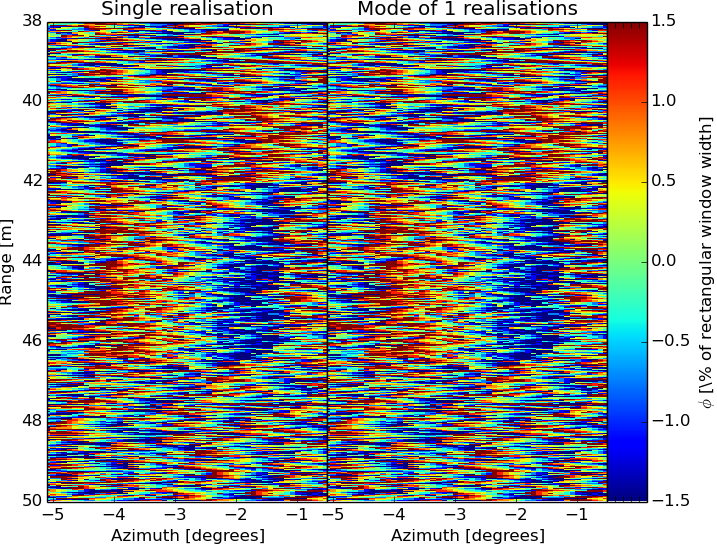 Single realisation Mode of 1 realisations
38
40
42
44
46
48
50
Range [m]
−5 −4 −3 −2 −1 −5 −4 −3 −2 −1
Azimuth [degrees] Azimuth [degrees]
1.5
1.0
0.5
0.0
−0.5
−1.0
−1.5
ϕ [\% of rectangular window width]